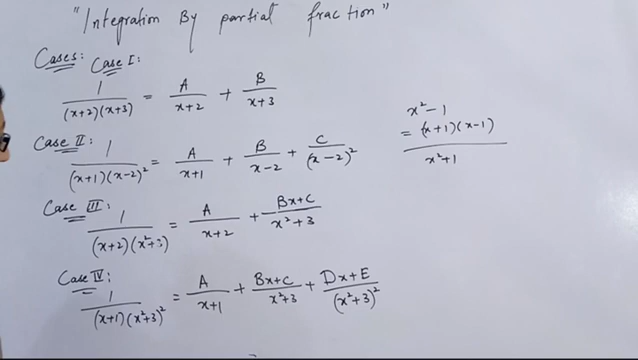 "Integration By partial fraction"
Cases: Case I:
1/(x+2)(x+3) = A/x+2 + B/x+3
x²-1
= (x+1)(x-1)
x²+1
Case II:
1/(x+1)(x-2)² = A/x+1 + B/x-2 + C/(x-2)²
Case III:
1/(x+2)(x²+3) = A/x+2 + Bx+C/x²+3
Case IV:
1/(x+1)(x²+3)² = A/x+1 + Bx+C/x²+3 + Dx+E/(x²+3)²